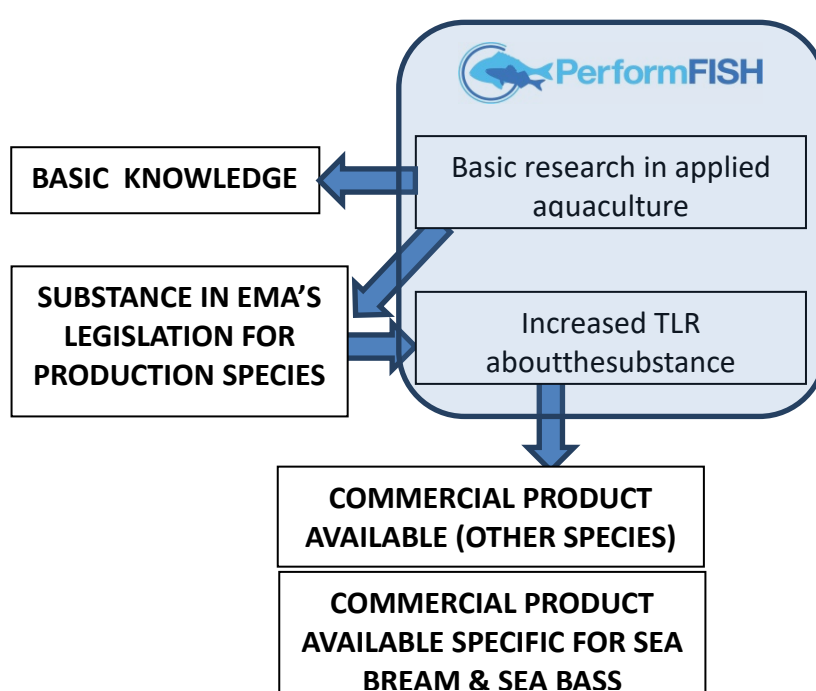 PerformFISH
BASIC KNOWLEDGE
Basic research in applied
aquaculture
SUBSTANCE IN EMA'S
LEGISLATION FOR
PRODUCTION SPECIES
Increased TLR
aboutthesubstance
COMMERCIAL PRODUCT
AVAILABLE (OTHER SPECIES)
COMMERCIAL PRODUCT
AVAILABLE SPECIFIC FOR SEA
BREAM & SEA BASS